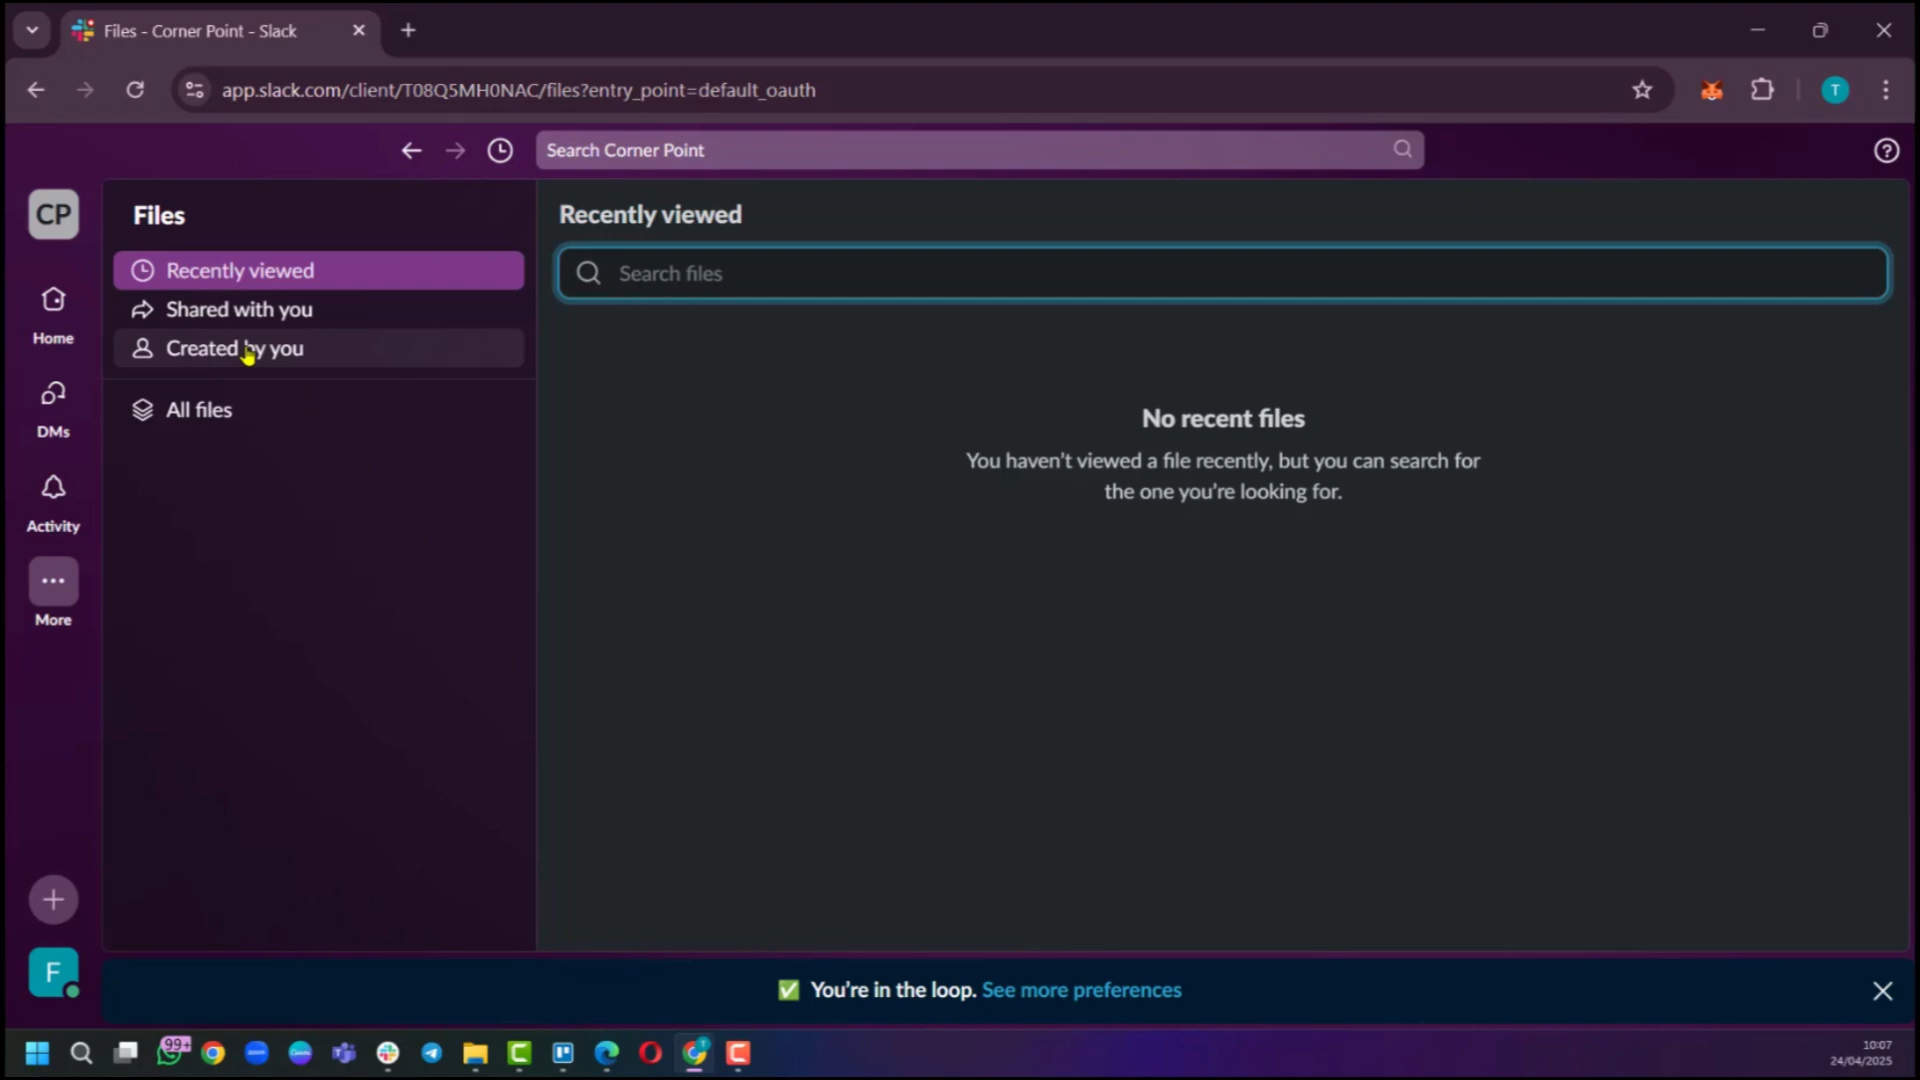 Files - Corner Point - Slack
app.slack.com/client/T08Q5MH0NAC/files?entry_point=default_oauth
T
Search Corner Point
CP
Home
DMs
Activity
More
F
Files
Recently viewed
Shared with you
Created by you
All files
Recently viewed
Search files
No recent files
You haven't viewed a file recently, but you can search for
the one you're looking for.
You're in the loop. See more preferences
99+
10:07
24/04/2025